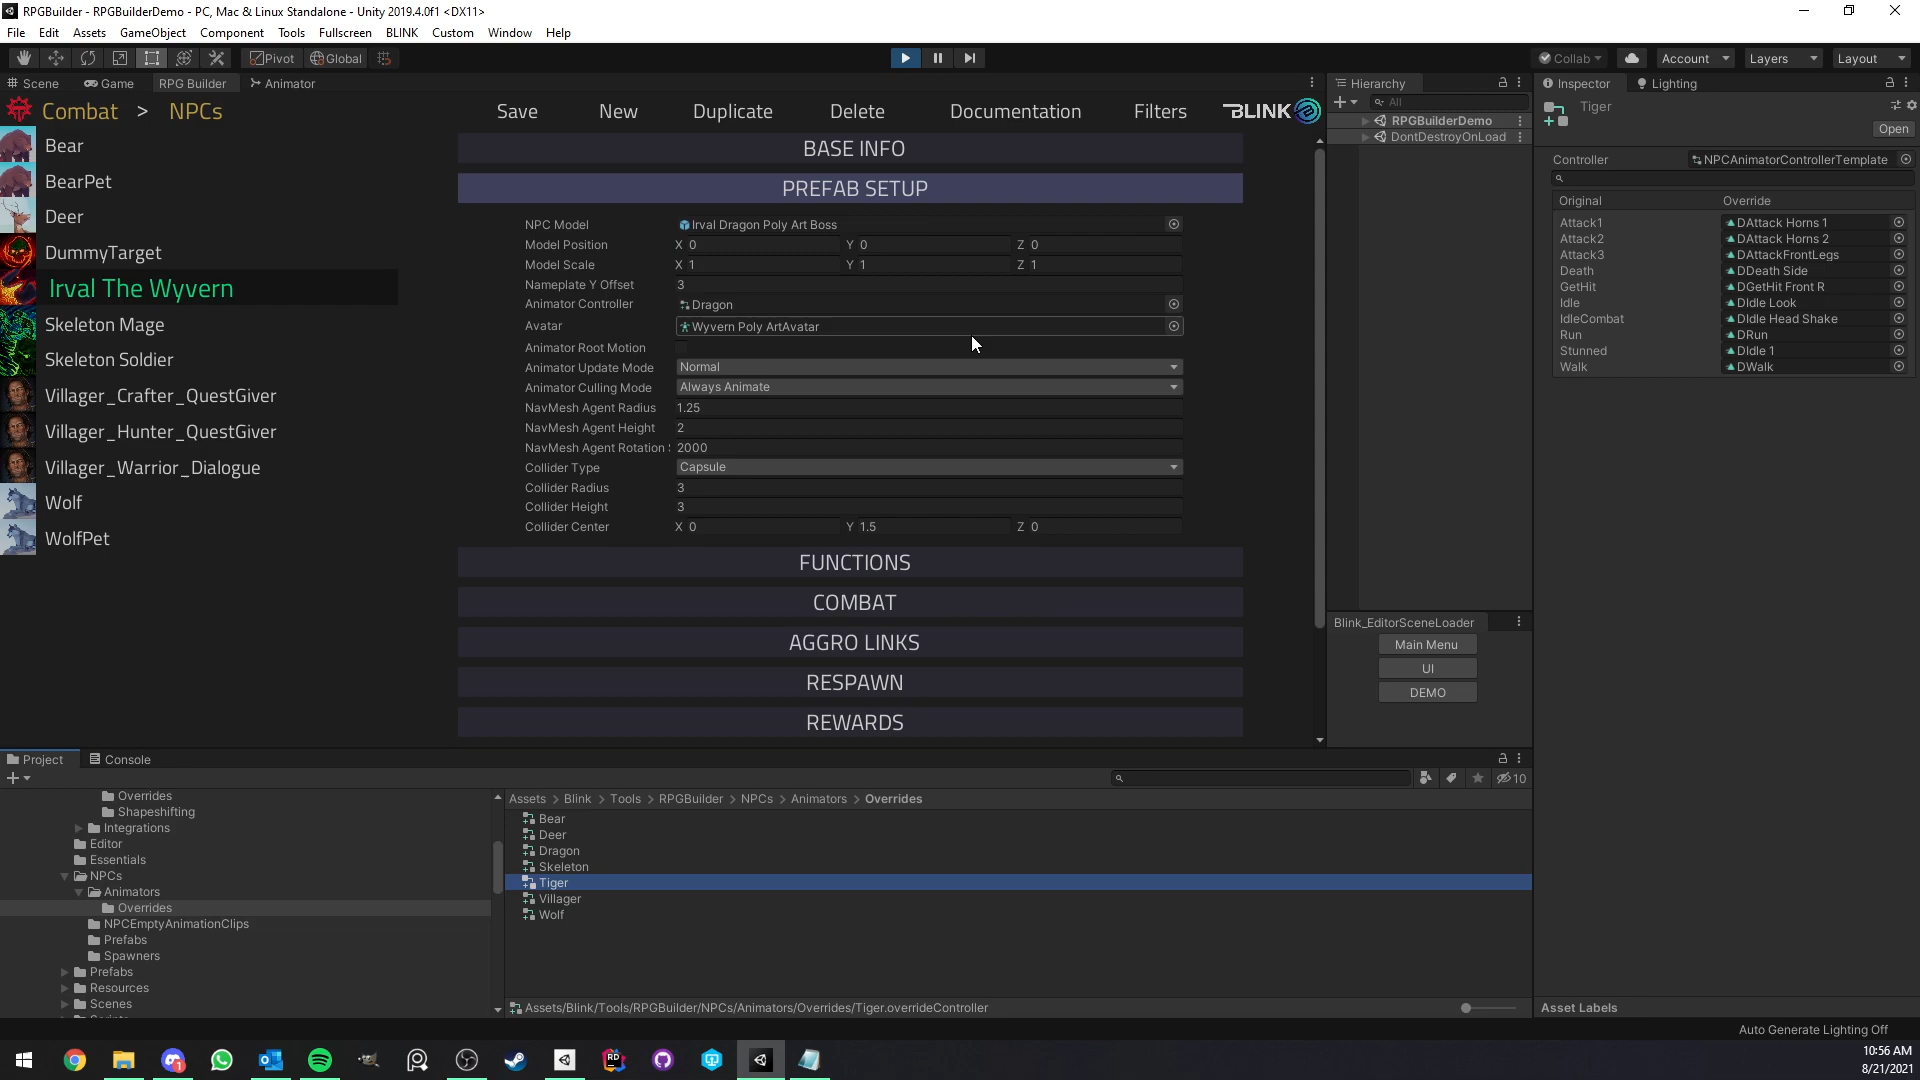 RPGBuilder - RPGBuilderDemo - PC, Mac & Linux Standalone - Unity 2019.4.0f1 <DX11>
File Edit Assets GameObject Component Tools Fullscreen BLINK Custom Window Help
Pivot Global
Collab Account Layers Layout
Scene Game RPG Builder Animator
Combat > NPCs
Save New Duplicate Delete Documentation Filters BLINK
Bear
BearPet
Deer
DummyTarget
Irval The Wyvern
Skeleton Mage
Skeleton Soldier
Villager_Crafter_QuestGiver
Villager_Hunter_QuestGiver
Villager_Warrior_Dialogue
Wolf
WolfPet
BASE INFO
PREFAB SETUP
NPC Model Irval Dragon Poly Art Boss
Model Position X 0 Y 0 Z 0
Model Scale X 1 Y 1 Z 1
Nameplate Y Offset 3
Animator Controller Dragon
Avatar Wyvern Poly ArtAvatar
Animator Root Motion
Animator Update Mode Normal
Animator Culling Mode Always Animate
NavMesh Agent Radius 1.25
NavMesh Agent Height 2
NavMesh Agent Rotation 2000
Collider Type Capsule
Collider Radius 3
Collider Height 3
Collider Center X 0 Y 1.5 Z 0
FUNCTIONS
COMBAT
AGGRO LINKS
RESPAWN
REWARDS
Hierarchy
All
RPGBuilderDemo
DontDestroyOnLoad
Blink_EditorSceneLoader
Main Menu
UI
DEMO
Inspector Lighting
Tiger
Open
Controller NPCAnimatorControllerTemplate
Original Override
Attack1 DAttack Horns 1
Attack2 DAttack Horns 2
Attack3 DAttackFrontLegs
Death DDeath Side
GetHit DGetHit Front R
Idle DIdle Look
IdleCombat DIdle Head Shake
Run DRun
Stunned DIdle 1
Walk DWalk
Project Console
10
Overrides
Shapeshifting
Integrations
Editor
Essentials
NPCs
Animators
Overrides
NPCEmptyAnimationClips
Prefabs
Spawners
Prefabs
Resources
Scenes
Assets > Blink > Tools > RPGBuilder > NPCs > Animators > Overrides
Bear
Deer
Dragon
Skeleton
Tiger
Villager
Wolf
Assets/Blink/Tools/RPGBuilder/NPCs/Animators/Overrides/Tiger.overrideController
Asset Labels
Auto Generate Lighting Off
10:56 AM
8/21/2021